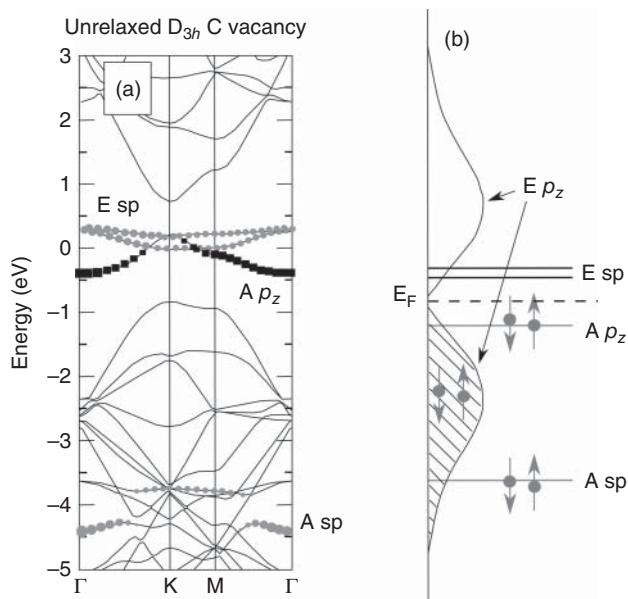 Unrelaxed D3h C vacancy
(a)
(b)
3
2
1
0
–1
–2
–3
–4
–5
Energy (eV)
E sp
A pz
A sp
Γ
K
M
Γ
E pz
E sp
EF
A pz
A sp